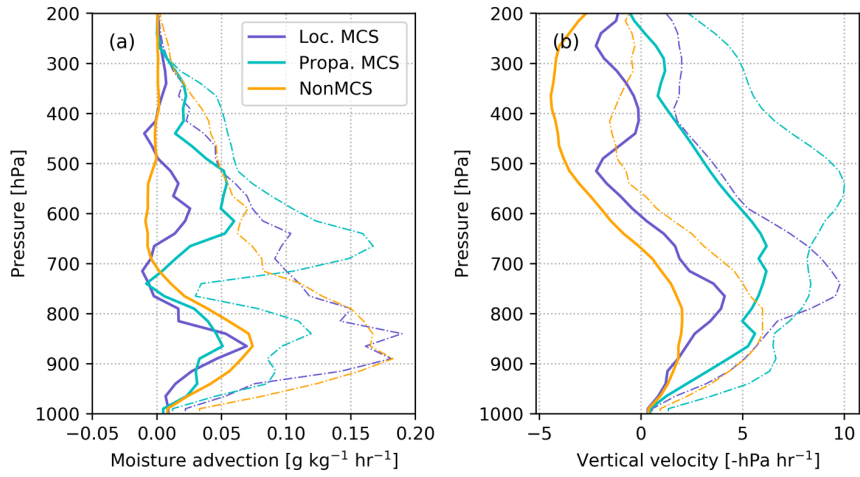 (a)
Loc. MCS
Propa. MCS
NonMCS
200
300
400
500
600
700
800
900
1000
Pressure [hPa]
−0.05 0.00 0.05 0.10 0.15 0.20
Moisture advection [g kg⁻¹ hr⁻¹]
(b)
200
300
400
500
600
700
800
900
1000
Pressure [hPa]
−5 0 5 10
Vertical velocity [-hPa hr⁻¹]